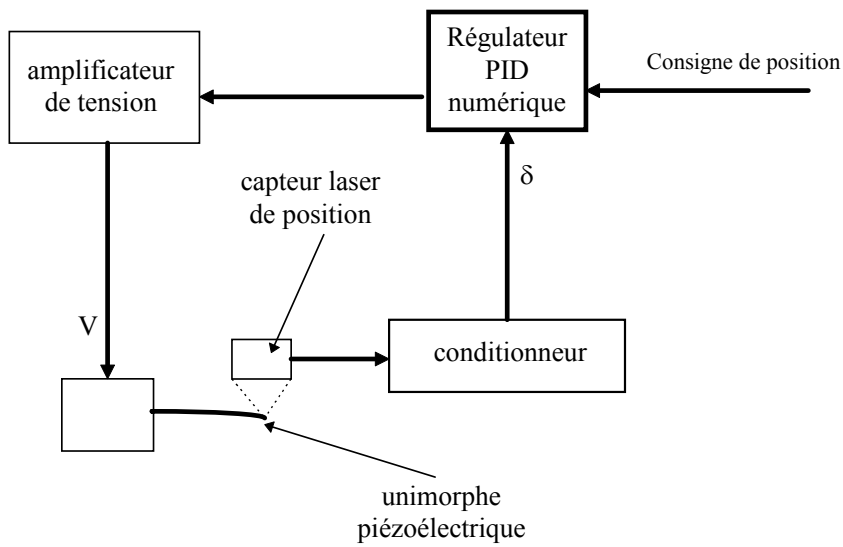 amplificateur
de tension
Régulateur
PID
numérique
Consigne de position
capteur laser
de position
δ
V
conditionneur
unimorphe
piézoélectrique